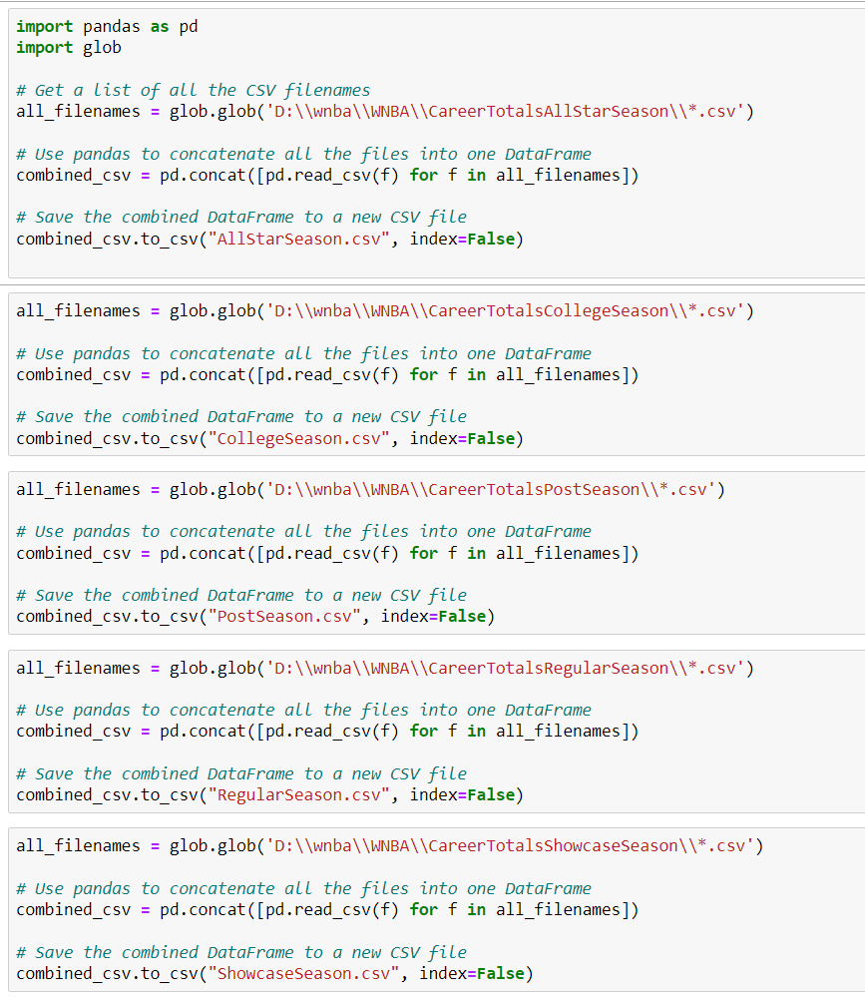 import pandas as pd
import glob
# Get a list of all the CSV filenames
all_filenames = glob.glob('D:\\wnba\\WNBA\\CareerTotalsAllStarSeason\\*.csv')
# Use pandas to concatenate all the files into one DataFrame
combined_csv = pd.concat([pd.read_csv(f) for f in all_filenames])
# Save the combined DataFrame to a new CSV file
combined_csv.to_csv("AllStarSeason.csv", index=False)
all_filenames = glob.glob('D:\\wnba\\WNBA\\CareerTotalsCollegeSeason\\*.csv')
# Use pandas to concatenate all the files into one DataFrame
combined_csv = pd.concat([pd.read_csv(f) for f in all_filenames])
# Save the combined DataFrame to a new CSV file
combined_csv.to_csv("CollegeSeason.csv", index=False)
all_filenames = glob.glob('D:\\wnba\\WNBA\\CareerTotalsPostSeason\\*.csv')
# Use pandas to concatenate all the files into one DataFrame
combined_csv = pd.concat([pd.read_csv(f) for f in all_filenames])
# Save the combined DataFrame to a new CSV file
combined_csv.to_csv("PostSeason.csv", index=False)
all_filenames = glob.glob('D:\\wnba\\WNBA\\CareerTotalsRegularSeason\\*.csv')
# Use pandas to concatenate all the files into one DataFrame
combined_csv = pd.concat([pd.read_csv(f) for f in all_filenames])
# Save the combined DataFrame to a new CSV file
combined_csv.to_csv("RegularSeason.csv", index=False)
all_filenames = glob.glob('D:\\wnba\\WNBA\\CareerTotalsShowcaseSeason\\*.csv')
# Use pandas to concatenate all the files into one DataFrame
combined_csv = pd.concat([pd.read_csv(f) for f in all_filenames])
# Save the combined DataFrame to a new CSV file
combined_csv.to_csv("ShowcaseSeason.csv", index=False)